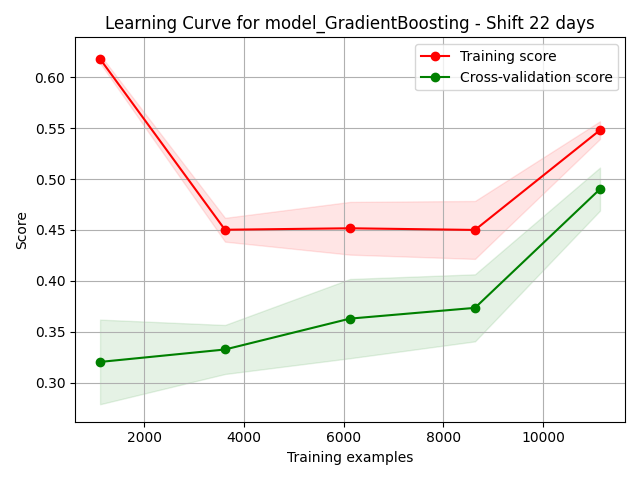 Learning Curve for model_GradientBoosting - Shift 22 days
Training score
Cross-validation score
0.60
0.55
0.50
0.45
0.40
0.35
0.30
Score
2000
4000
6000
8000
10000
Training examples